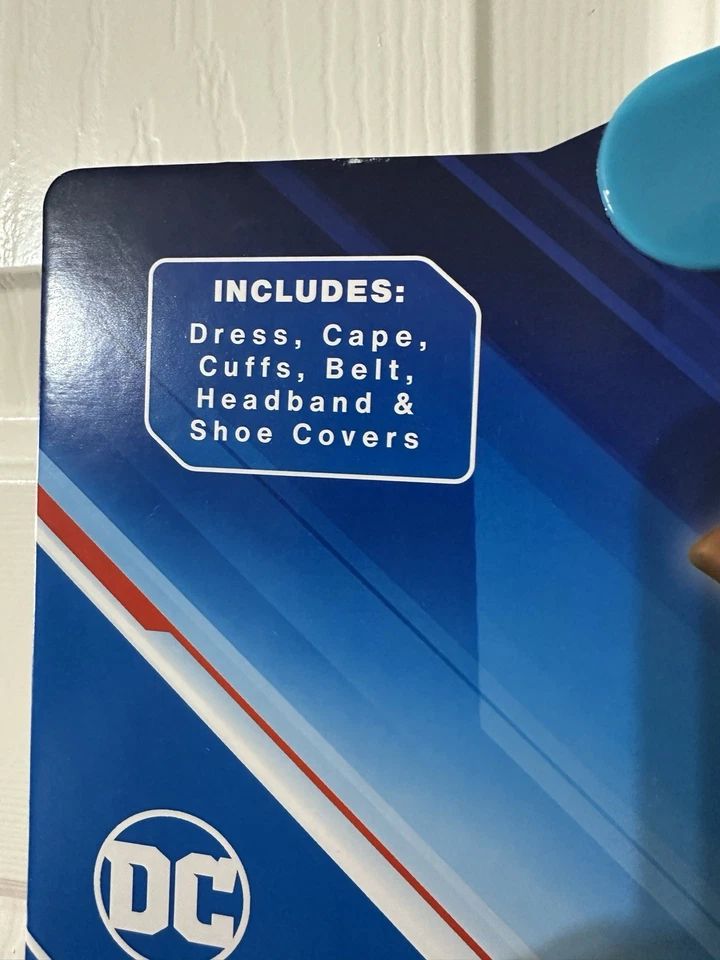 INCLUDES:
Dress, Cape,
Cuffs, Belt,
Headband &
Shoe Covers
DC